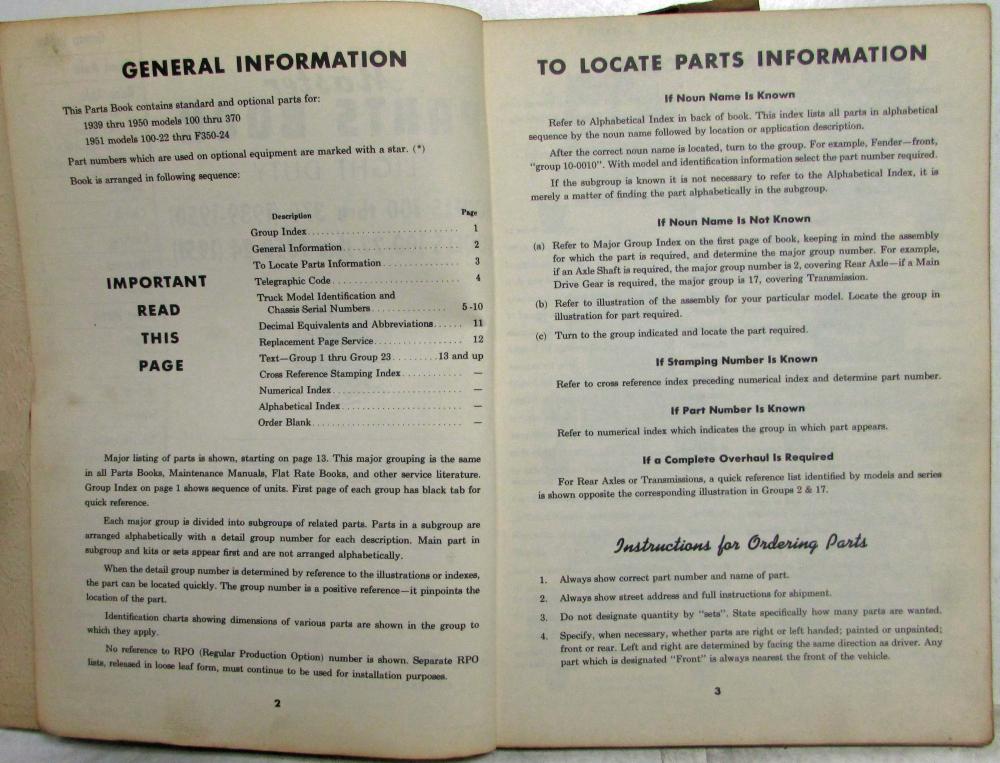 GENERAL INFORMATION
This Parts Book contains standard and optional parts for:
1939 thru 1950 models 100 thru 370
1951 models 100-22 thru F350-24
Part numbers which are used on optional equipment are marked with a star. (*)
Book is arranged in following sequence:
IMPORTANT
READ
THIS
PAGE
Description Page
Group Index 1
General Information 2
To Locate Parts Information 3
Telegraphic Code 4
Truck Model Identification and
Chassis Serial Numbers 5-10
Decimal Equivalents and Abbreviations 11
Replacement Page Service 12
Text—Group 1 thru Group 23 13 and up
Cross Reference Stamping Index —
Numerical Index —
Alphabetical Index —
Order Blank —
Major listing of parts is shown, starting on page 13. This major grouping is the same
in all Parts Books, Maintenance Manuals, Flat Rate Books, and other service literature.
Group Index on page 1 shows sequence of units. First page of each group has black tab for
quick reference.
Each major group is divided into subgroups of related parts. Parts in a subgroup are
arranged alphabetically with a detail group number for each description. Main part in
subgroup and kits or sets appear first and are not arranged alphabetically.
When the detail group number is determined by reference to the illustrations or indexes,
the part can be located quickly. The group number is a positive reference—it pinpoints the
location of the part.
Identification charts showing dimensions of various parts are shown in the group to
which they apply.
No reference to RPO (Regular Production Option) number is shown. Separate RPO
lists, released in loose leaf form, must continue to be used for installation purposes.
2
TO LOCATE PARTS INFORMATION
If Noun Name Is Known
Refer to Alphabetical Index in back of book. This index lists all parts in alphabetical
sequence by the noun name followed by location or application description.
After the correct noun name is located, turn to the group. For example, Fender—front,
"group 10-0010". With model and identification information select the part number required.
If the subgroup is known it is not necessary to refer to the Alphabetical Index, it is
merely a matter of finding the part alphabetically in the subgroup.
If Noun Name Is Not Known
(a) Refer to Major Group Index on the first page of book, keeping in mind the assembly
for which the part is required, and determine the major group number. For example,
if an Axle Shaft is required, the major group number is 2, covering Rear Axle—if a Main
Drive Gear is required, the major group is 17, covering Transmission.
(b) Refer to illustration of the assembly for your particular model. Locate the group in
illustration for part required.
(c) Turn to the group indicated and locate the part required.
If Stamping Number Is Known
Refer to cross reference index preceding numerical index and determine part number.
If Part Number Is Known
Refer to numerical index which indicates the group in which part appears.
If a Complete Overhaul Is Required
For Rear Axles or Transmissions, a quick reference list identified by models and series
is shown opposite the corresponding illustration in Groups 2 & 17.
Instructions for Ordering Parts
1. Always show correct part number and name of part.
2. Always show street address and full instructions for shipment.
3. Do not designate quantity by "sets". State specifically how many parts are wanted.
4. Specify, when necessary, whether parts are right or left handed; painted or unpainted;
front or rear. Left and right are determined by facing the same direction as driver. Any
part which is designated "Front" is always nearest the front of the vehicle.
3